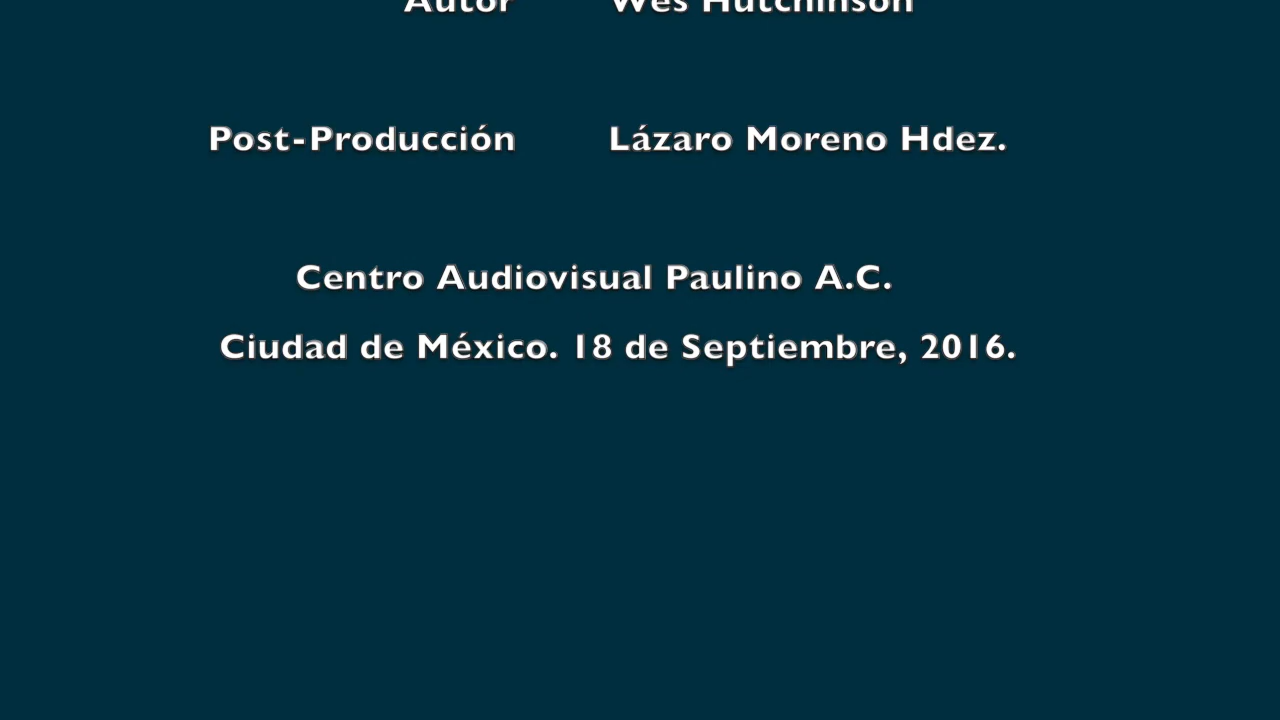 Autor Wes Hutchinson
Post-Producción Lázaro Moreno Hdez.
Centro Audiovisual Paulino A.C.
Ciudad de México. 18 de Septiembre, 2016.